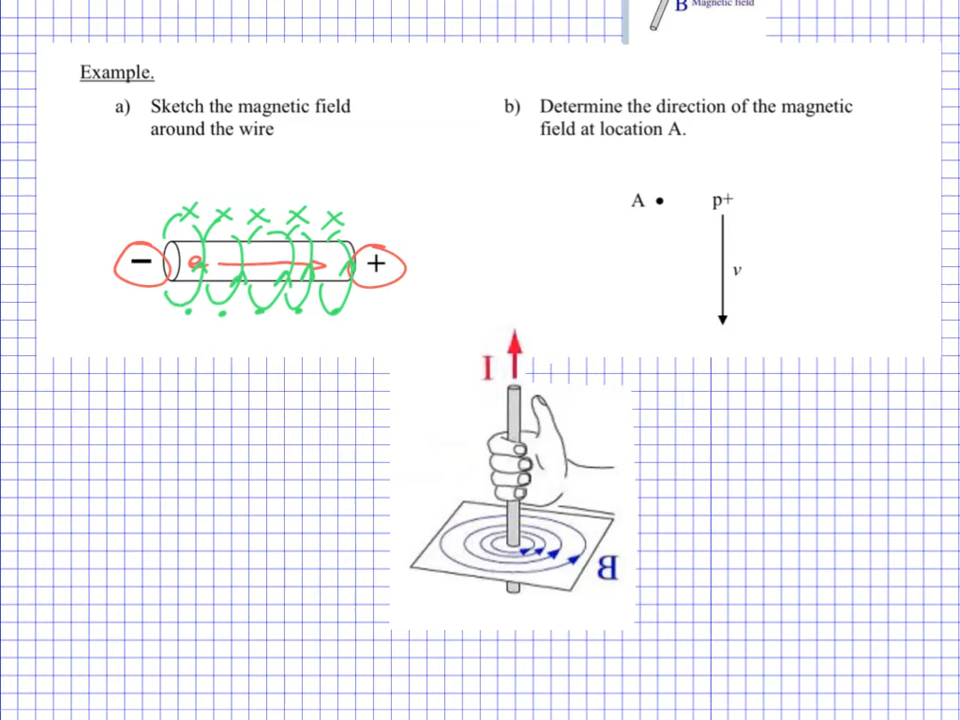 B Magnetic field
Example.
a) Sketch the magnetic field
around the wire
b) Determine the direction of the magnetic
field at location A.
x x x x x
− e +
A • p+
v
I
B